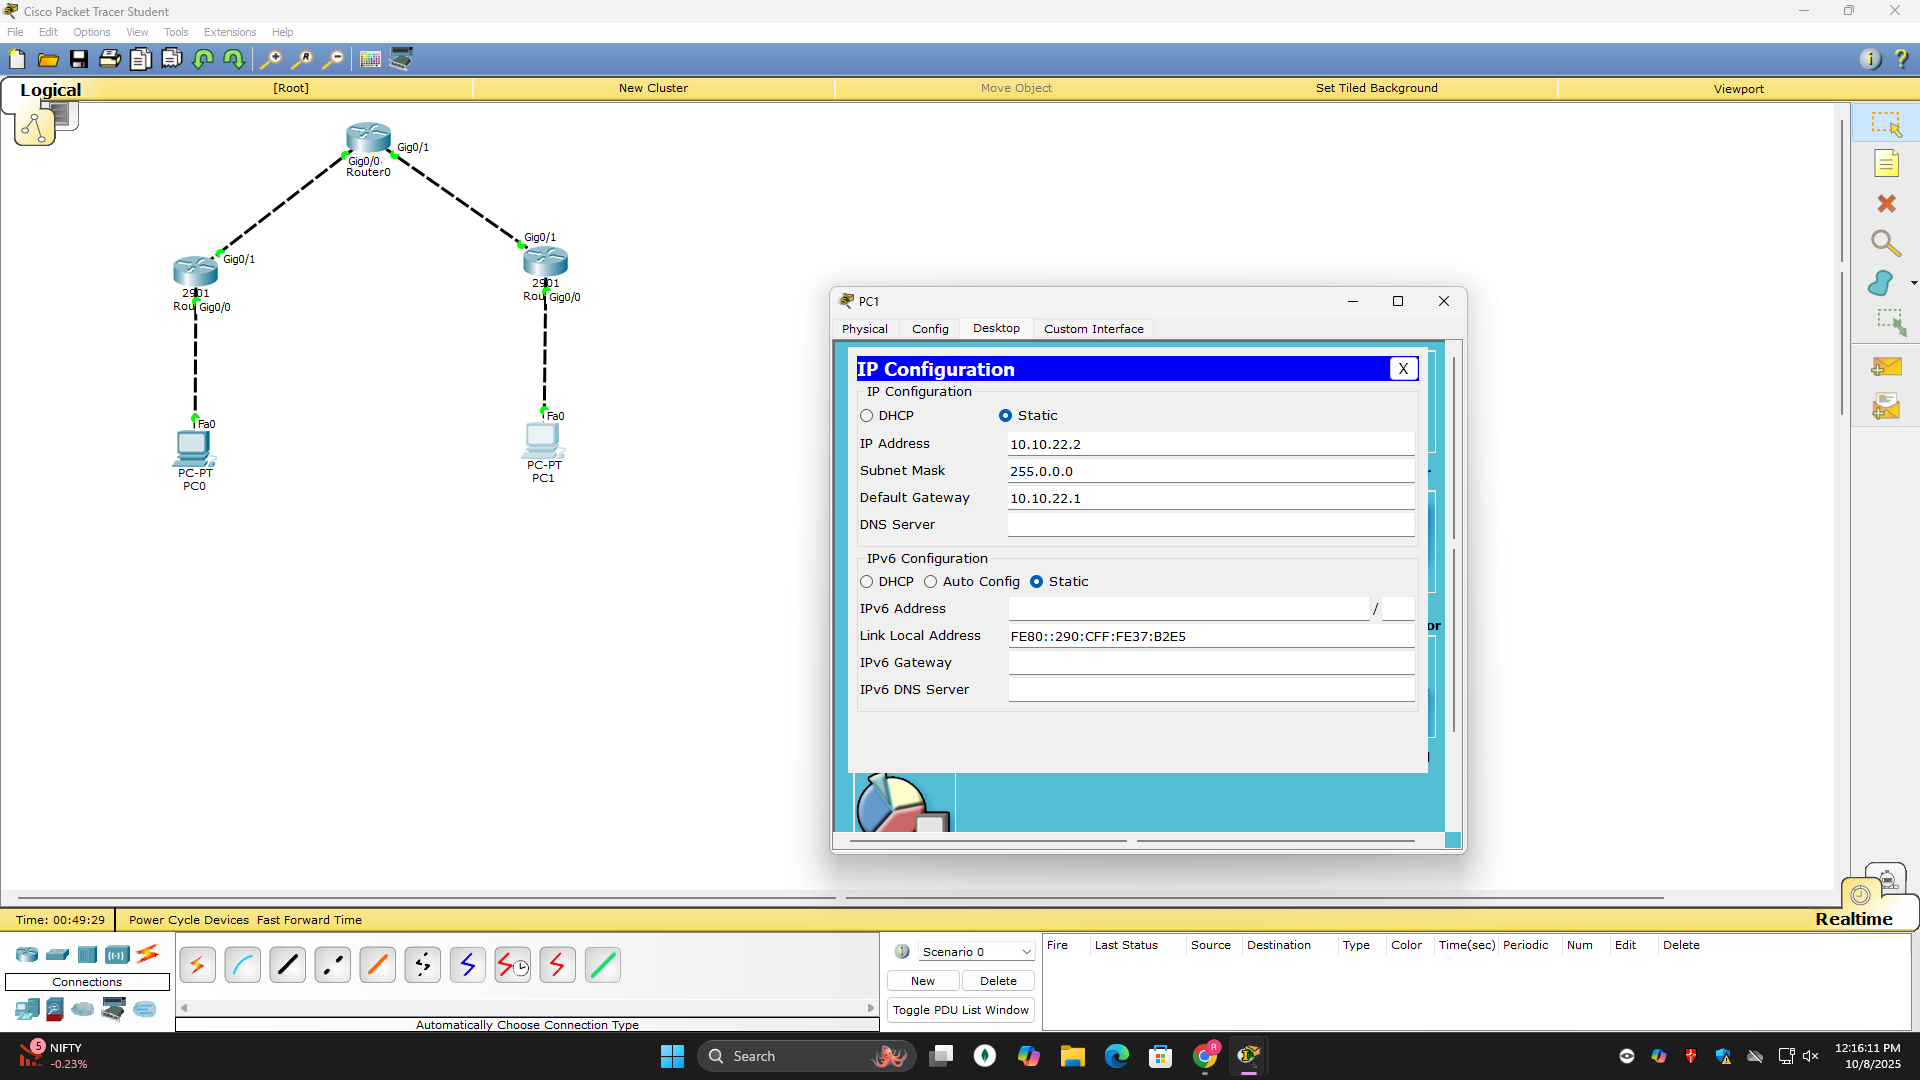 Cisco Packet Tracer Student
File Edit Options View Tools Extensions Help
Logical [Root] New Cluster Move Object Set Tiled Background Viewport
Gig0/1
Gig0/0
Router0
Gig0/1
Gig0/1
2901
Rou Gig0/0
2901
Rou Gig0/0
Fa0
PC-PT
PC0
Fa0
PC-PT
PC1
PC1
Physical Config Desktop Custom Interface
IP Configuration X
IP Configuration
DHCP Static
IP Address 10.10.22.2
Subnet Mask 255.0.0.0
Default Gateway 10.10.22.1
DNS Server
IPv6 Configuration
DHCP Auto Config Static
IPv6 Address /
Link Local Address FE80::290:CFF:FE37:B2E5
IPv6 Gateway
IPv6 DNS Server
or
Time: 00:49:29 Power Cycle Devices Fast Forward Time
Realtime
Connections
Automatically Choose Connection Type
Scenario 0
New Delete
Toggle PDU List Window
Fire Last Status Source Destination Type Color Time(sec) Periodic Num Edit Delete
5 NIFTY
-0.23%
Search
R
12:16:11 PM
10/8/2025